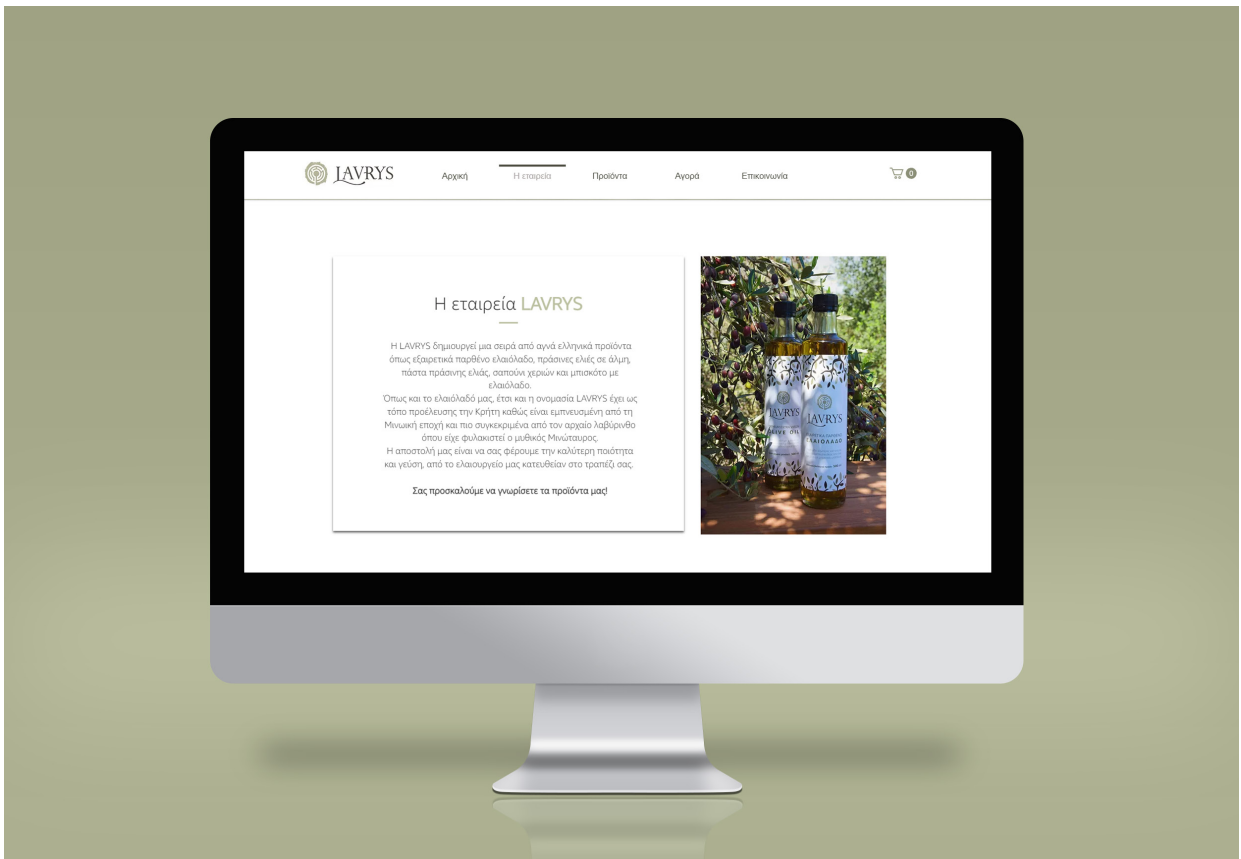 LAVRYS
Αρχική
Η εταιρεία
Προϊόντα
Αγορά
Επικοινωνία
0
Η εταιρεία LAVRYS
Η LAVRYS δημιουργεί μια σειρά από αγνά ελληνικά προϊόντα
όπως εξαιρετικά παρθένο ελαιόλαδο, πράσινες ελιές σε άλμη,
πάστα πράσινης ελιάς, σαπούνι χεριών και μπισκότο με
ελαιόλαδο.
Όπως και το ελαιόλαδό μας, έτσι και η ονομασία LAVRYS έχει ως
τόπο προέλευσης την Κρήτη καθώς είναι εμπνευσμένη από τη
Μινωική εποχή και πιο συγκεκριμένα από τον αρχαίο λαβύρινθο
όπου είχε φυλακιστεί ο μυθικός Μινώταυρος.
Η αποστολή μας είναι να σας φέρουμε την καλύτερη ποιότητα
και γεύση, από το ελαιουργείο μας κατευθείαν στο τραπέζι σας.
Σας προσκαλούμε να γνωρίσετε τα προϊόντα μας!
LAVRYS
OLIVE OIL
LAVRYS
ΕΛΑΙΟΛΑΔΟ